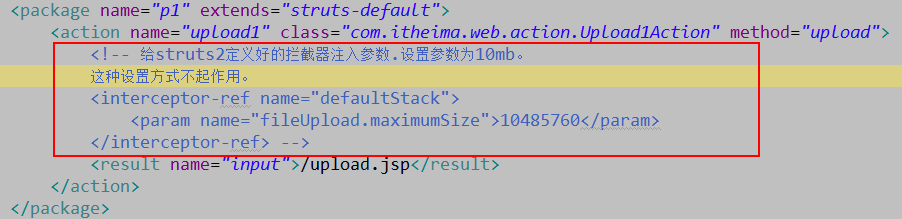 <package name="p1" extends="struts-default">
<action name="upload1" class="com.itheima.web.action.Upload1Action" method="upload">
<!-- 给struts2定义好的拦截器注入参数.设置参数为10mb。
这种设置方式不起作用。
<interceptor-ref name="defaultStack">
<param name="fileUpload.maximumSize">10485760</param>
</interceptor-ref> -->
<result name="input">/upload.jsp</result>
</action>
</package>